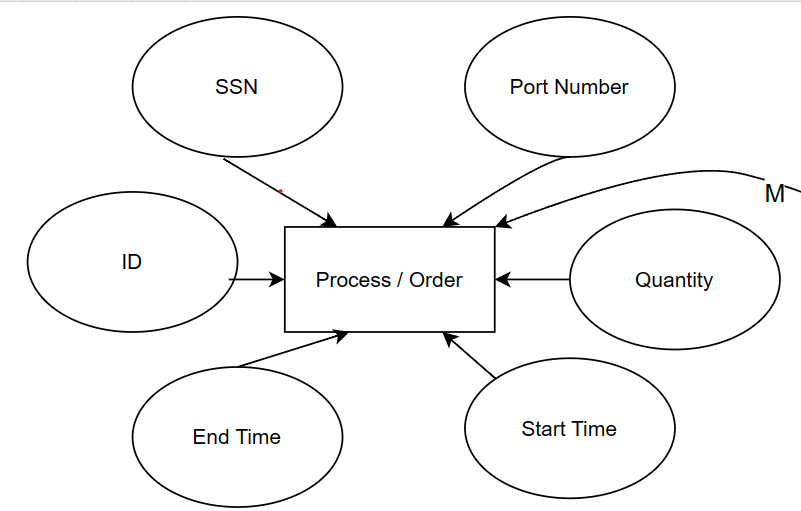 SSN
Port Number
M
ID
Process / Order
Quantity
End Time
Start Time